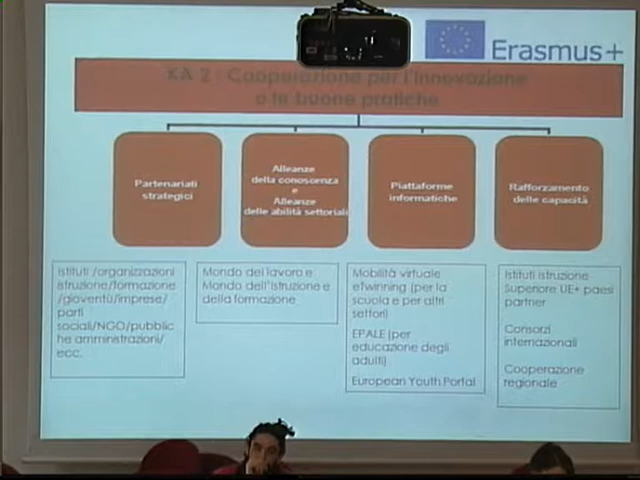 Erasmus+
KA 2 : Cooperazione per l'innovazione
o le buone pratiche
Partenariati
strategici
Alleanze
della conoscenza
e
Alleanze
delle abilità settoriali
Piattaforme
informatiche
Rafforzamento
delle capacità
Istituti /organizzazioni
istruzione/formazione
/gioventù/imprese/
parti
sociali/NGO/pubblic
he amministrazioni/
ecc.
Mondo del lavoro e
Mondo dell'istruzione e
della formazione
Mobilità virtuale
eTwinning (per la
scuola e per altri
settori)
EPALE (per
educazione degli
adulti)
European Youth Portal
Istituti istruzione
Superiore UE+ paesi
partner
Consorzi
internazionali
Cooperazione
regionale